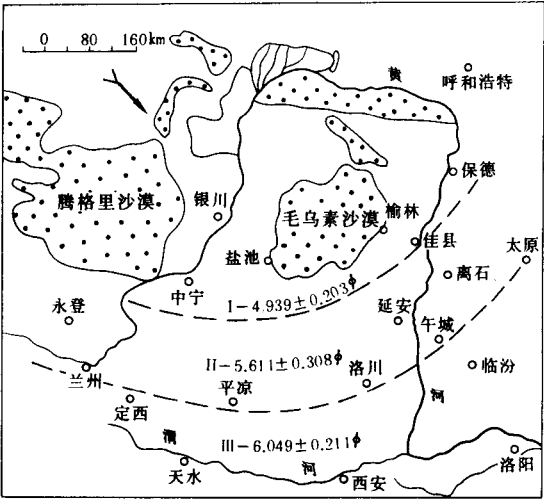 0 80 160km
黄
呼和浩特
保德
腾格里沙漠
银川
毛乌素沙漠
榆林
佳县
太原
盐池
离石
中宁
I-4.939±0.203ϕ
永登
延安
午城
II-5.611±0.308ϕ
洛川
临汾
兰州
平凉
河
定西
III-6.049±0.211ϕ
渭
河
洛阳
天水
西安